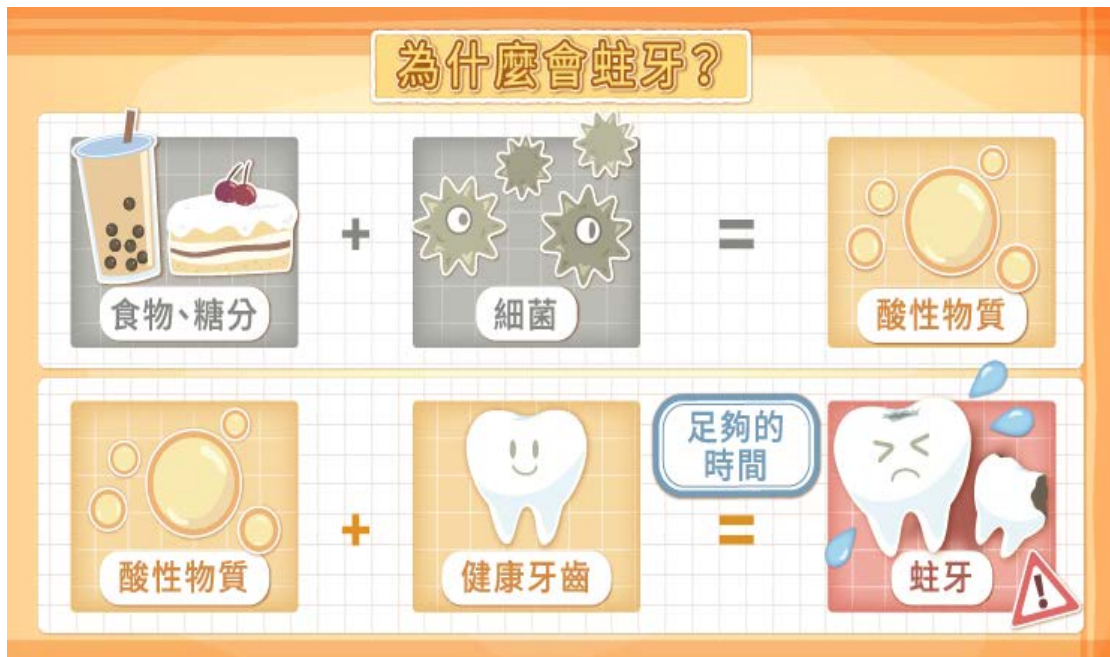 為什麼會蛀牙?
+
=
食物、糖分
細菌
酸性物質
足夠的
時間
+
=
酸性物質
健康牙齒
蛀牙
!